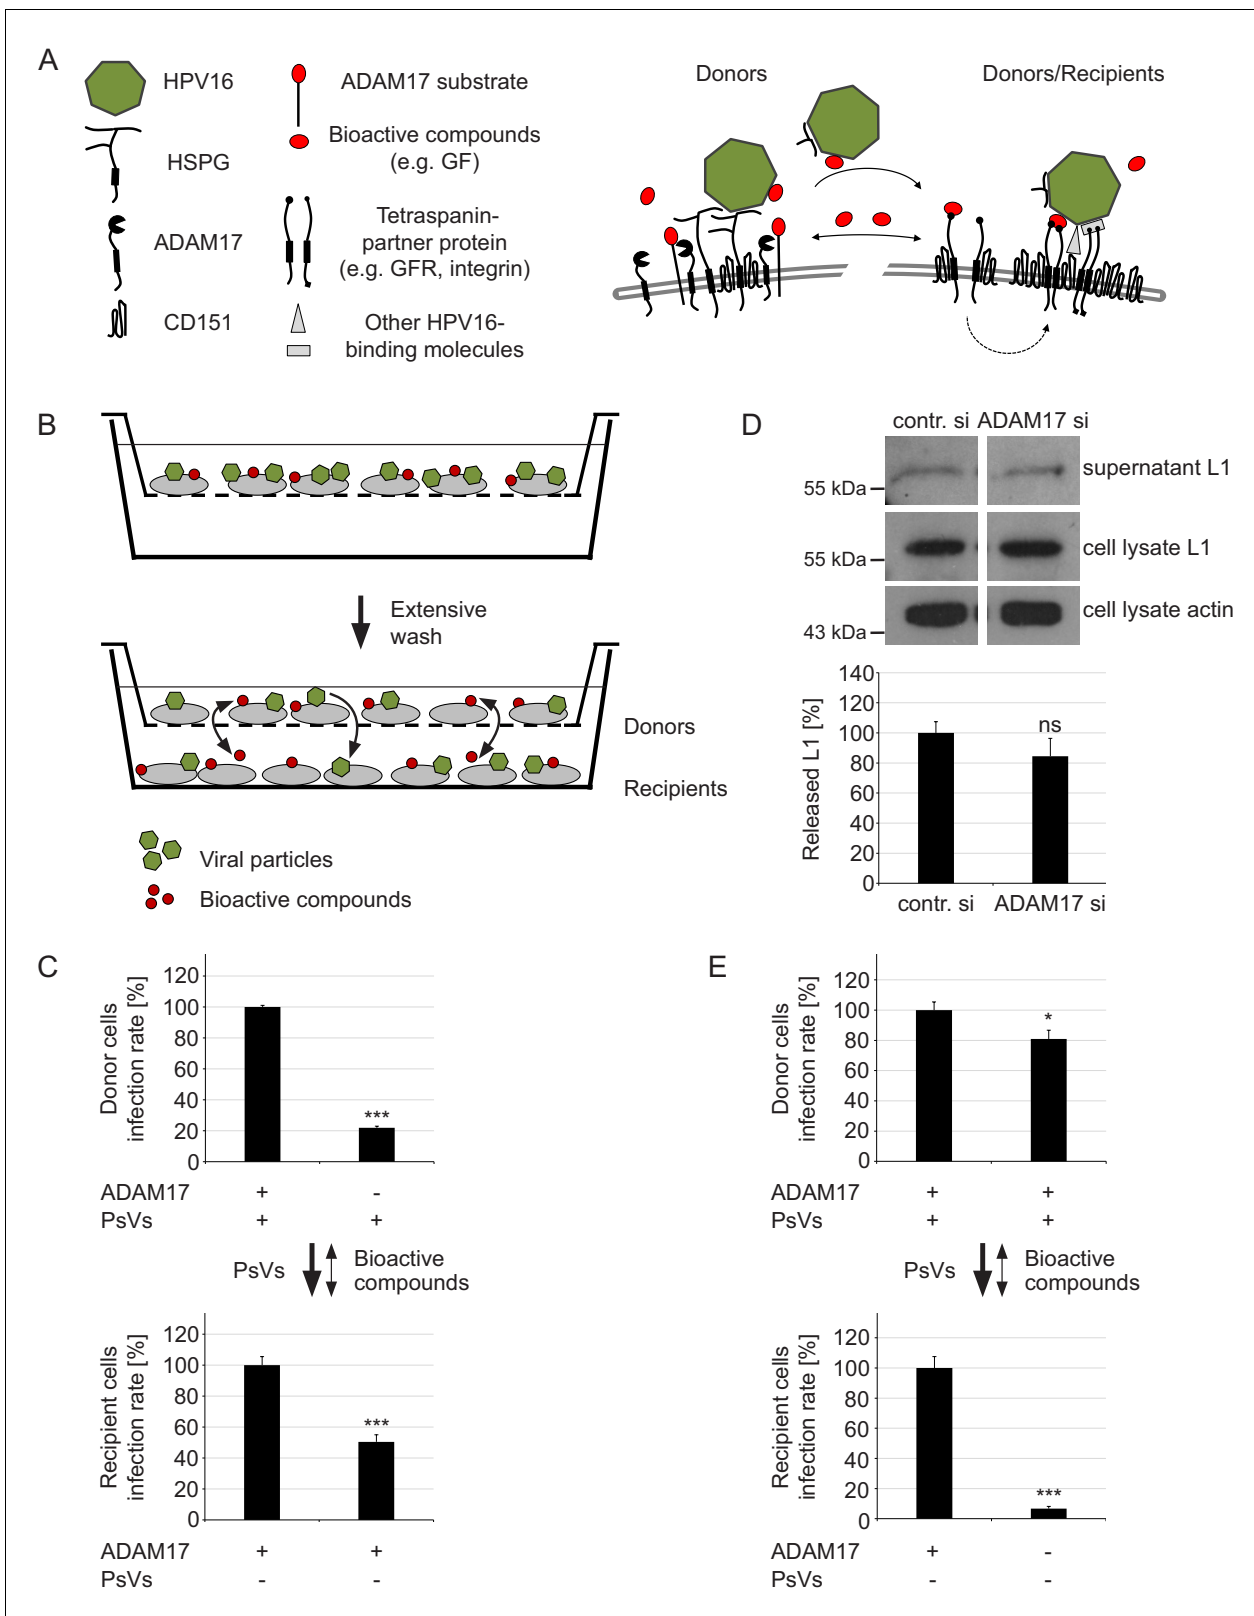 A
HPV16
HSPG
ADAM17
CD151
ADAM17 substrate
Bioactive compounds
(e.g. GF)
Tetraspanin-
partner protein
(e.g. GFR, integrin)
Other HPV16-
binding molecules
Donors
Donors/Recipients
B
Extensive
wash
Donors
Recipients
Viral particles
Bioactive compounds
D
contr. si ADAM17 si
supernatant L1
55 kDa
cell lysate L1
55 kDa
cell lysate actin
43 kDa
Released L1 [%]
140
120
100
80
60
40
20
0
ns
contr. si ADAM17 si
C
Donor cells
infection rate [%]
120
100
80
60
40
20
0
***
ADAM17 + -
PsVs + +
PsVs
Bioactive
compounds
Recipient cells
infection rate [%]
120
100
80
60
40
20
0
***
ADAM17 + +
PsVs - -
E
Donor cells
infection rate [%]
120
100
80
60
40
20
0
*
ADAM17 + +
PsVs + +
PsVs
Bioactive
compounds
Recipient cells
infection rate [%]
120
100
80
60
40
20
0
***
ADAM17 + -
PsVs - -